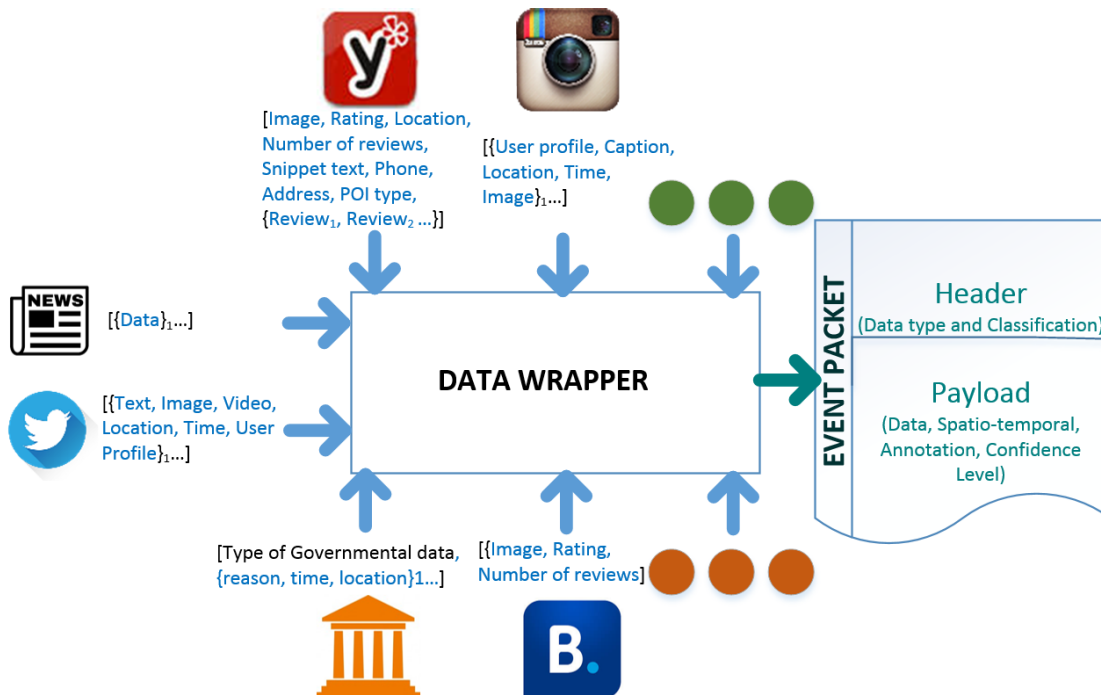 y
[Image, Rating, Location,
Number of reviews,
Snippet text, Phone,
Address, POI type,
{Review₁, Review₂ ...}]
[{User profile, Caption,
Location, Time,
Image}₁...]
NEWS
[{Data}₁...]
[{Text, Image, Video,
Location, Time, User
Profile}₁...]
DATA WRAPPER
EVENT PACKET
Header
(Data type and Classification)
Payload
(Data, Spatio-temporal,
Annotation, Confidence
Level)
[Type of Governmental data,
{reason, time, location}1...]
[{Image, Rating,
Number of reviews]
B.